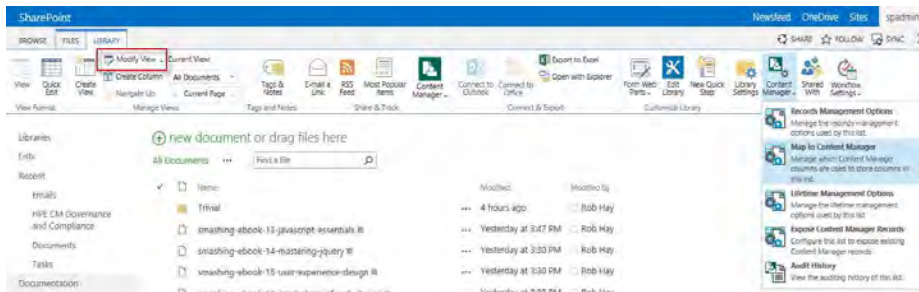 SharePoint
Newsfeed OneDrive Sites spadmin
BROWSE FILES LIBRARY
SHARE FOLLOW SYNC
Modify View Current View:
Create Column All Documents
Navigate Up Current Page
View Quick Edit Create View
Tags & Notes
E-mail a Link RSS Feed Most Popular Items Content Manager
Connect to Outlook Connect to Office
Export to Excel
Open with Explorer
Form Web Parts Edit Library New Quick Step
Library Settings Content Manager Shared With Workflow Settings
View Format Manage Views Tags and Notes Share & Track Connect & Export Customize Library
Records Management Options
Manage the records management options used by this list.
Map to Content Manager
Manage which Content Manager columns are used to store columns in this list.
Lifetime Management Options
Manage the lifetime management options used by this list
Expose Content Manager Records
Configure this list to expose existing Content Manager records.
Audit History
View the auditing history of this list.
Libraries
Lists
Recent
Emails
HPE CM Governance and Compliance
Documents
Tasks
Documentation
new document or drag files here
All Documents ... Find a file
Name Modified Modified By
Trivial ... 4 hours ago Rob Hay
smashing-ebook-13-javascript-essentials ... Yesterday at 3:47 PM Rob Hay
smashing-ebook-14-mastering-jquery ... Yesterday at 3:30 PM Rob Hay
smashing-ebook-15-user-experience-design ... Yesterday at 3:30 PM Rob Hay